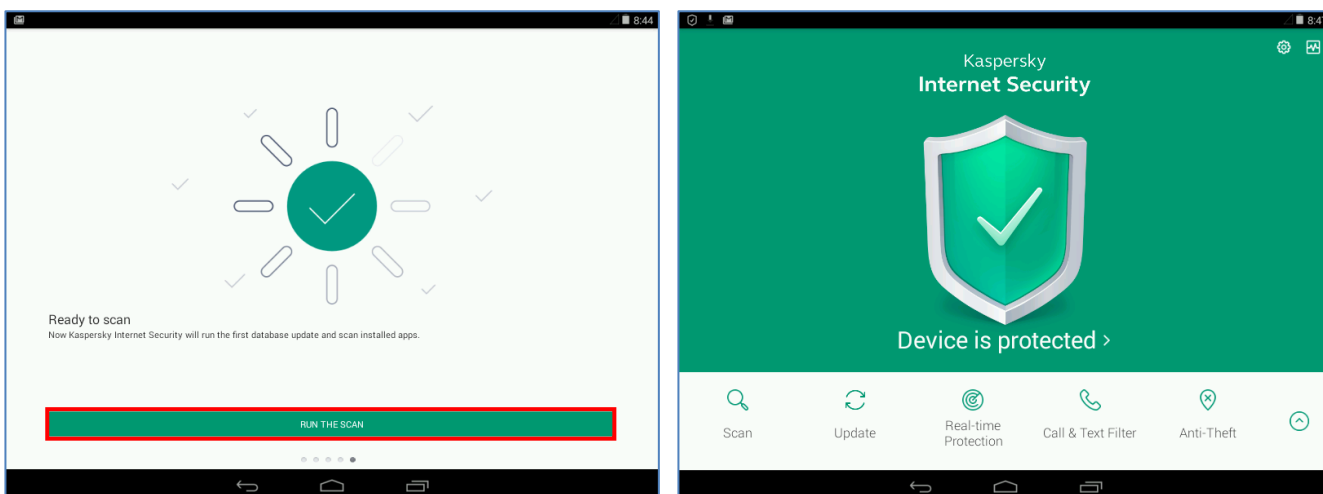 8:44
Ready to scan
Now Kaspersky Internet Security will run the first database update and scan installed apps.
RUN THE SCAN
8:47
Kaspersky
Internet Security
Device is protected >
Scan
Update
Real-time
Protection
Call & Text Filter
Anti-Theft